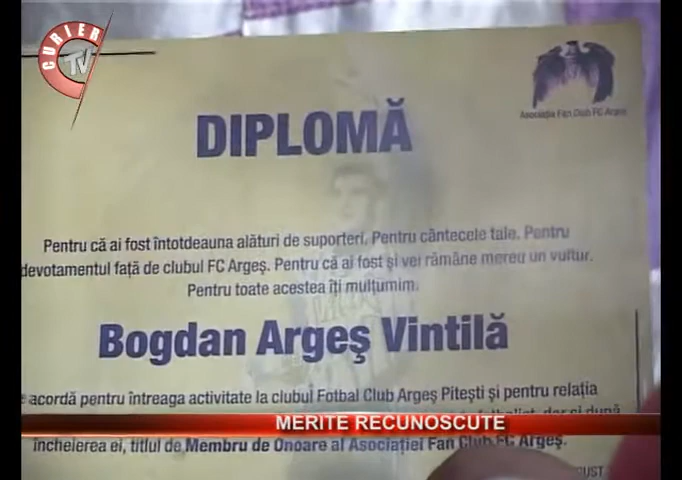 CURIER
TV
Asociația Fan Club FC Argeș
DIPLOMĂ
Pentru că ai fost întotdeauna alături de suporteri. Pentru cântecele tale. Pentru
devotamentul față de clubul FC Argeș. Pentru că ai fost și vei rămâne mereu un vultur.
Pentru toate acestea îți mulțumim.
Bogdan Argeş Vintilă
acordă pentru întreaga activitate la clubul Fotbal Club Argeș Pitești și pentru relația
MERITE RECUNOSCUTE
încheierea ei, titlul de Membru de Onoare al Asociației Fan Club FC Argeș.